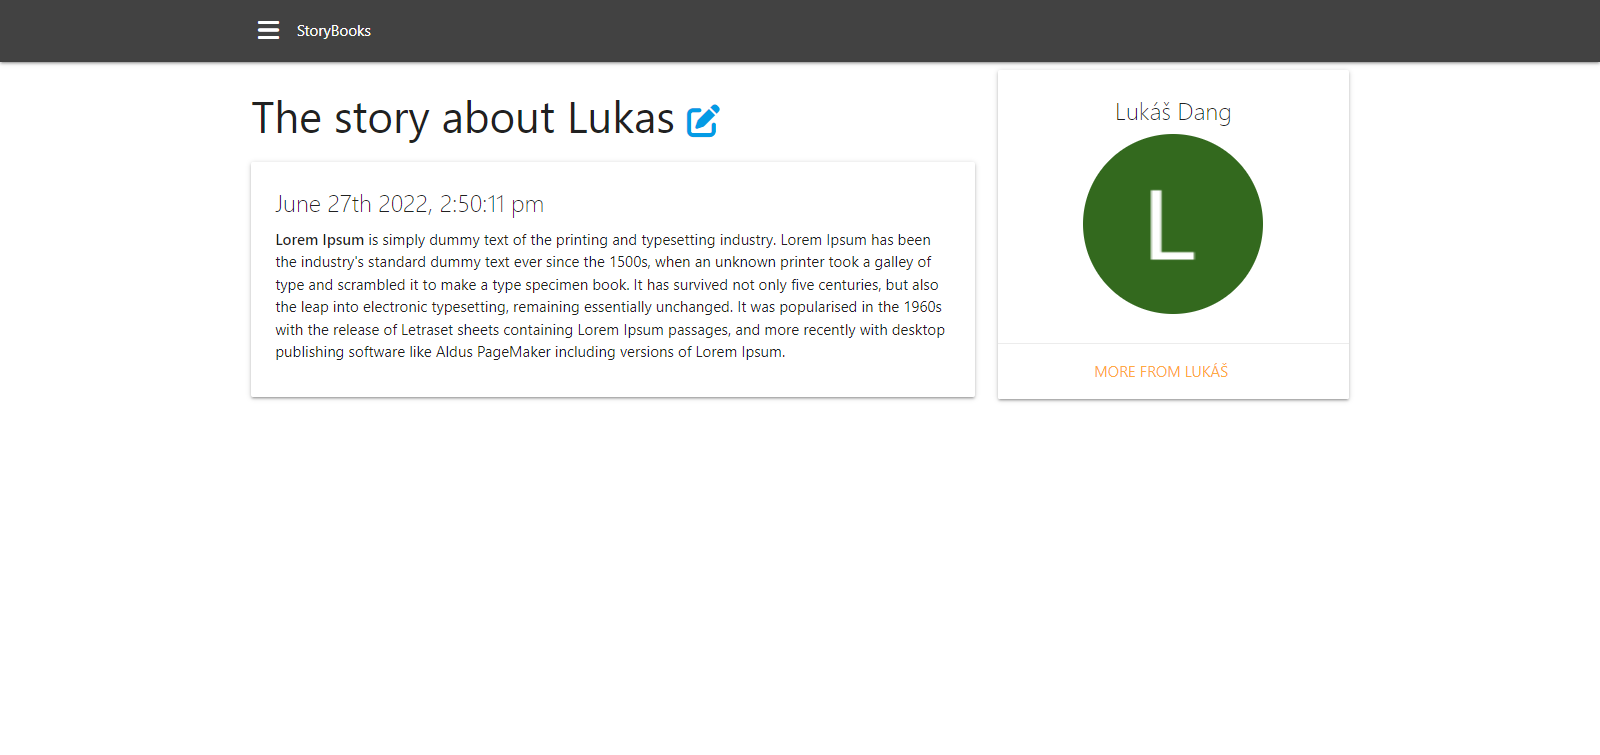 StoryBooks
The story about Lukas
June 27th 2022, 2:50:11 pm
Lorem Ipsum is simply dummy text of the printing and typesetting industry. Lorem Ipsum has been
the industry's standard dummy text ever since the 1500s, when an unknown printer took a galley of
type and scrambled it to make a type specimen book. It has survived not only five centuries, but also
the leap into electronic typesetting, remaining essentially unchanged. It was popularised in the 1960s
with the release of Letraset sheets containing Lorem Ipsum passages, and more recently with desktop
publishing software like Aldus PageMaker including versions of Lorem Ipsum.
Lukáš Dang
L
MORE FROM LUKÁŠ